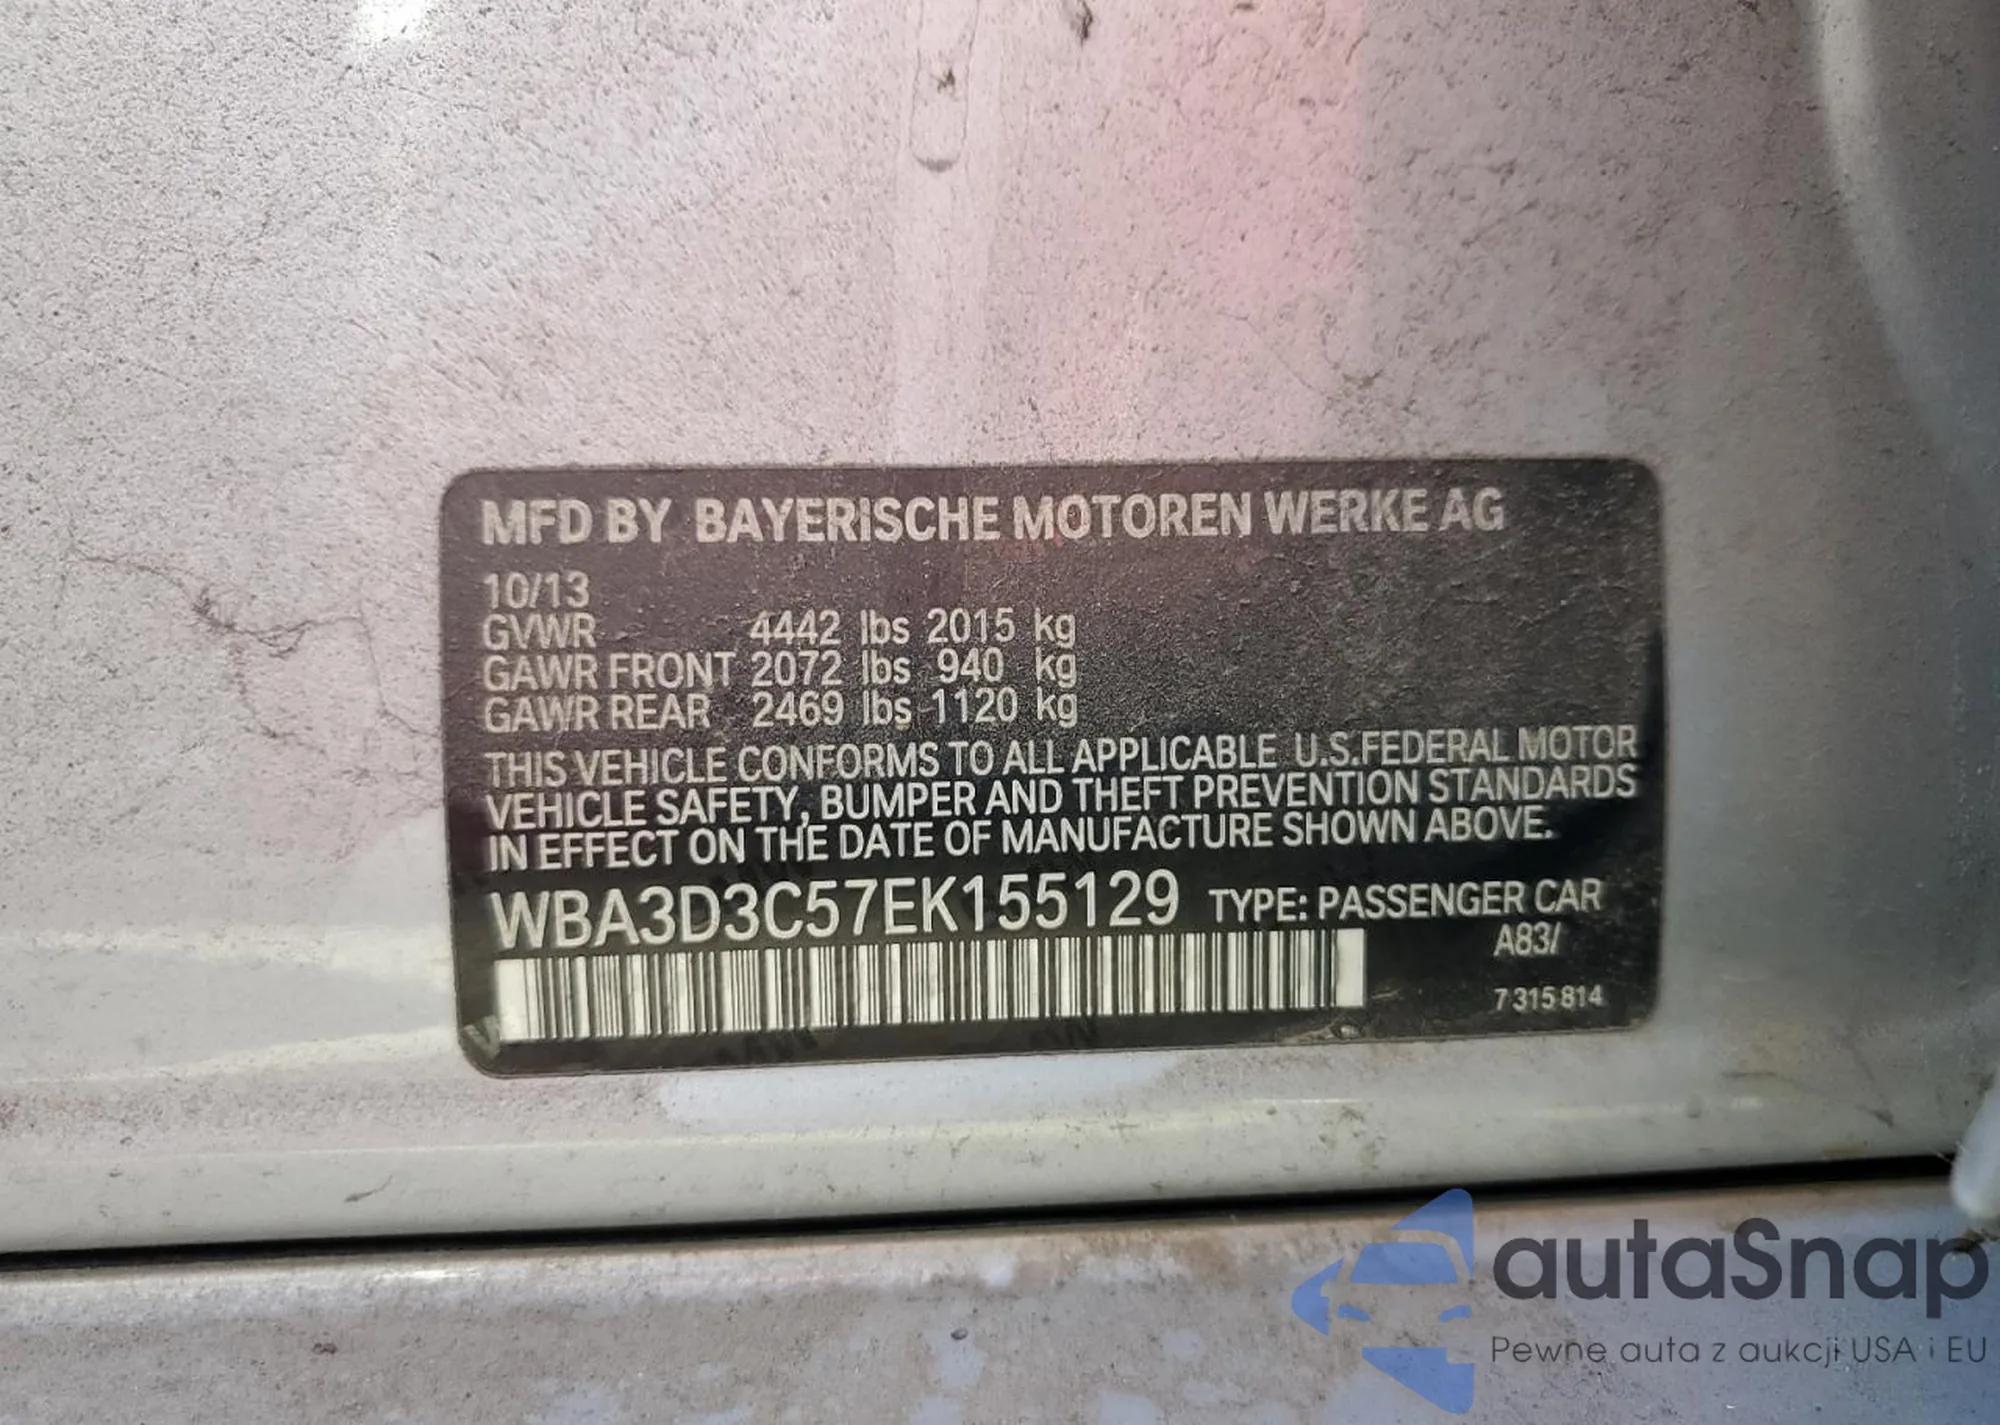 MFD BY BAYERISCHE MOTOREN WERKE AG
10/13
GVWR 4442 lbs 2015 kg
GAWR FRONT 2072 lbs 940 kg
GAWR REAR 2469 lbs 1120 kg
THIS VEHICLE CONFORMS TO ALL APPLICABLE U.S.FEDERAL MOTOR
VEHICLE SAFETY, BUMPER AND THEFT PREVENTION STANDARDS
IN EFFECT ON THE DATE OF MANUFACTURE SHOWN ABOVE.
WBA3D3C57EK155129 TYPE: PASSENGER CAR
A83/
7 315 814
autaSnap
Pewne auta z aukcji USA i EU